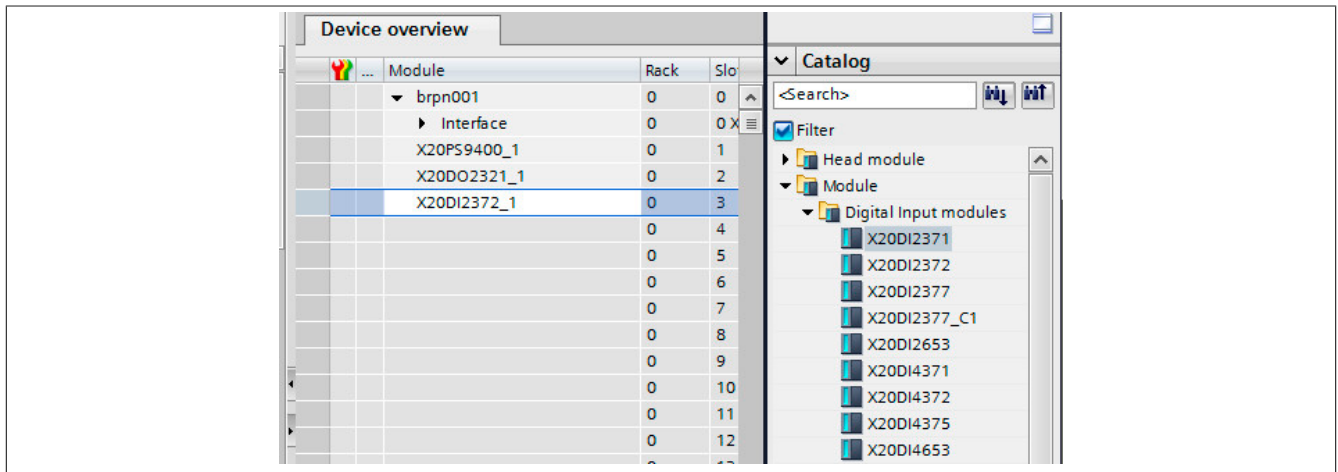 Device overview
... Module Rack Slo
brpn001 0 0
Interface 0 0 X
X20PS9400_1 0 1
X20DO2321_1 0 2
X20DI2372_1 0 3
0 4
0 5
0 6
0 7
0 8
0 9
0 10
0 11
0 12
Catalog
<Search>
Filter
Head module
Module
Digital Input modules
X20DI2371
X20DI2372
X20DI2377
X20DI2377_C1
X20DI2653
X20DI4371
X20DI4372
X20DI4375
X20DI4653